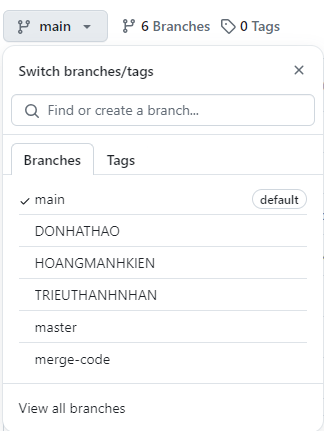 main 6 Branches 0 Tags
Switch branches/tags
Find or create a branch...
Branches Tags
main default
DONHATHAO
HOANGMANHKIEN
TRIEUTHANHNHAN
master
merge-code
View all branches